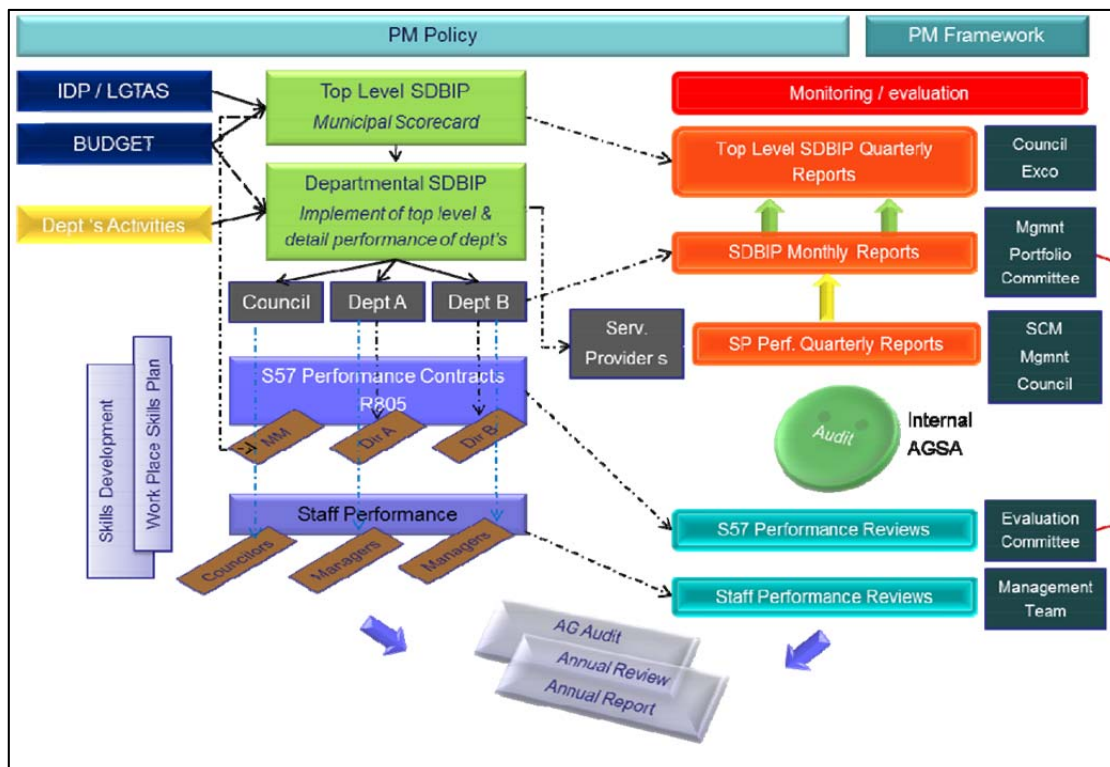 PM Policy
PM Framework
IDP / LGTAS
BUDGET
Dept 's Activities
Top Level SDBIP
Municipal Scorecard
Departmental SDBIP
Implement of top level &
detail performance of dept's
Council
Dept A
Dept B
Serv.
Provider s
S57 Performance Contracts
R805
MM
Dir A
Dir B
Staff Performance
Councilors
Managers
Managers
Skills Development
Work Place Skills Plan
Monitoring / evaluation
Top Level SDBIP Quarterly
Reports
Council
Exco
SDBIP Monthly Reports
Mgmnt
Portfolio
Committee
SP Perf. Quarterly Reports
SCM
Mgmnt
Council
Audit
Internal
AGSA
S57 Performance Reviews
Evaluation
Committee
Staff Performance Reviews
Management
Team
AG Audit
Annual Review
Annual Report